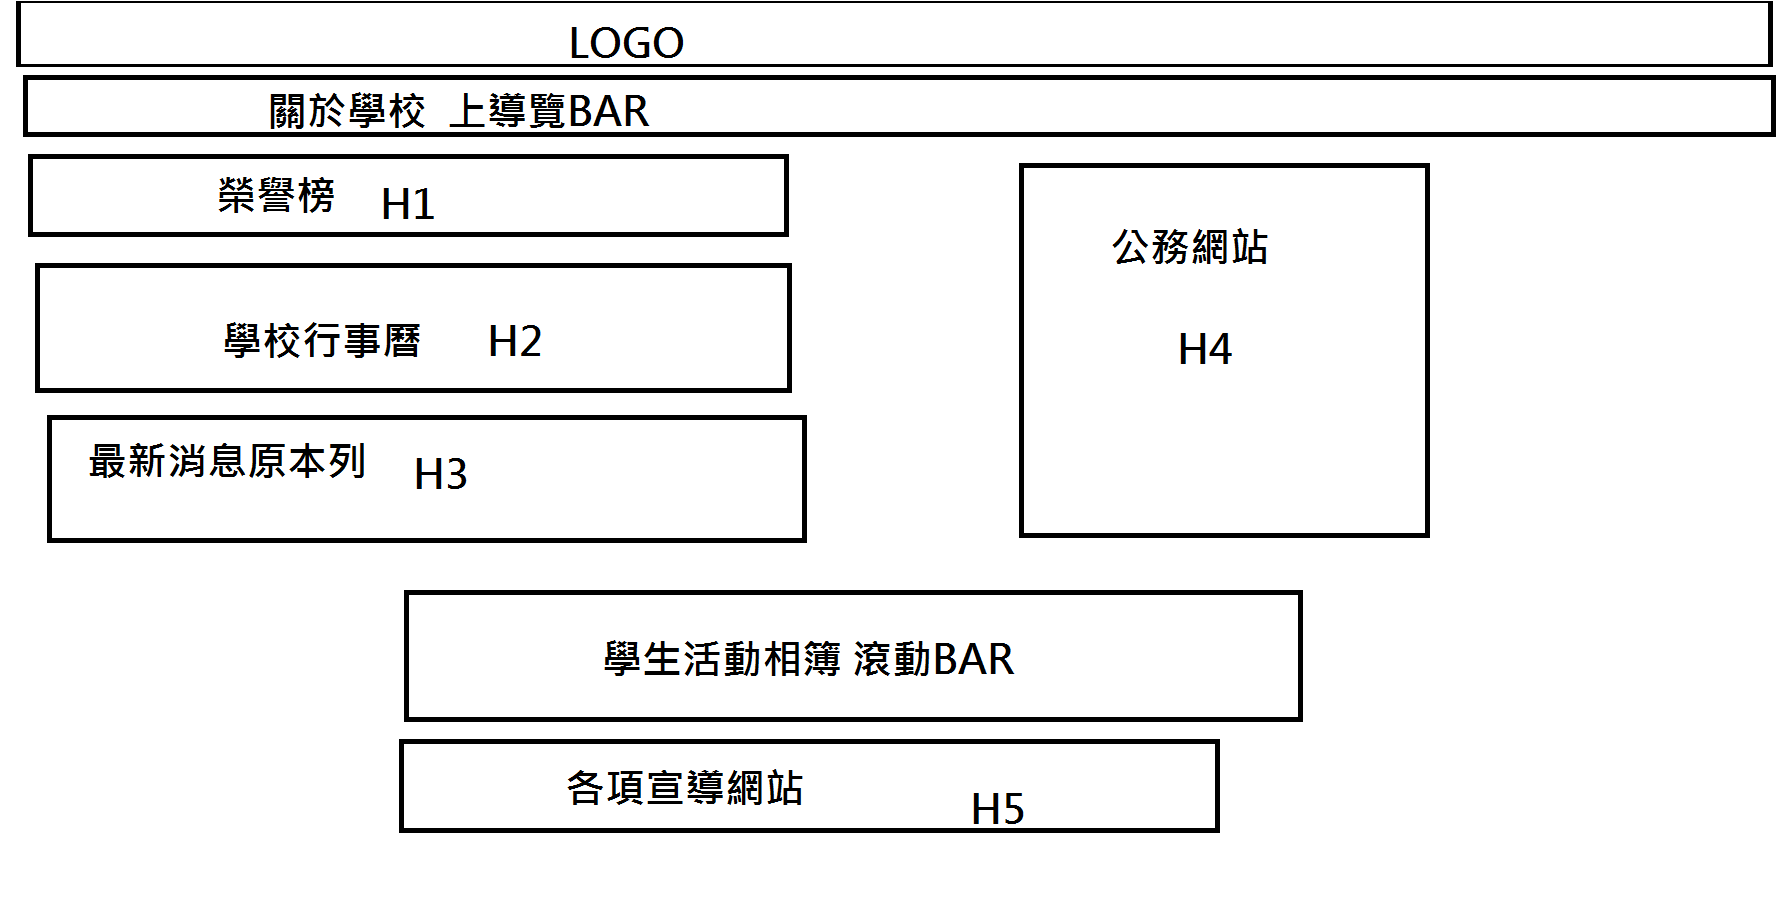 LOGO
關於學校 上導覽BAR
榮譽榜 H1
學校行事曆 H2
最新消息原本列 H3
公務網站
H4
學生活動相簿 滾動BAR
各項宣導網站 H5